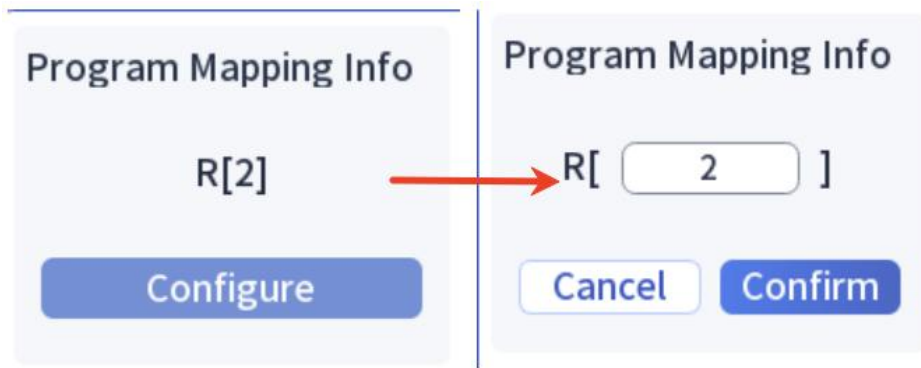 Program Mapping Info
R[2]
Configure
Program Mapping Info
R[ 2 ]
Cancel Confirm